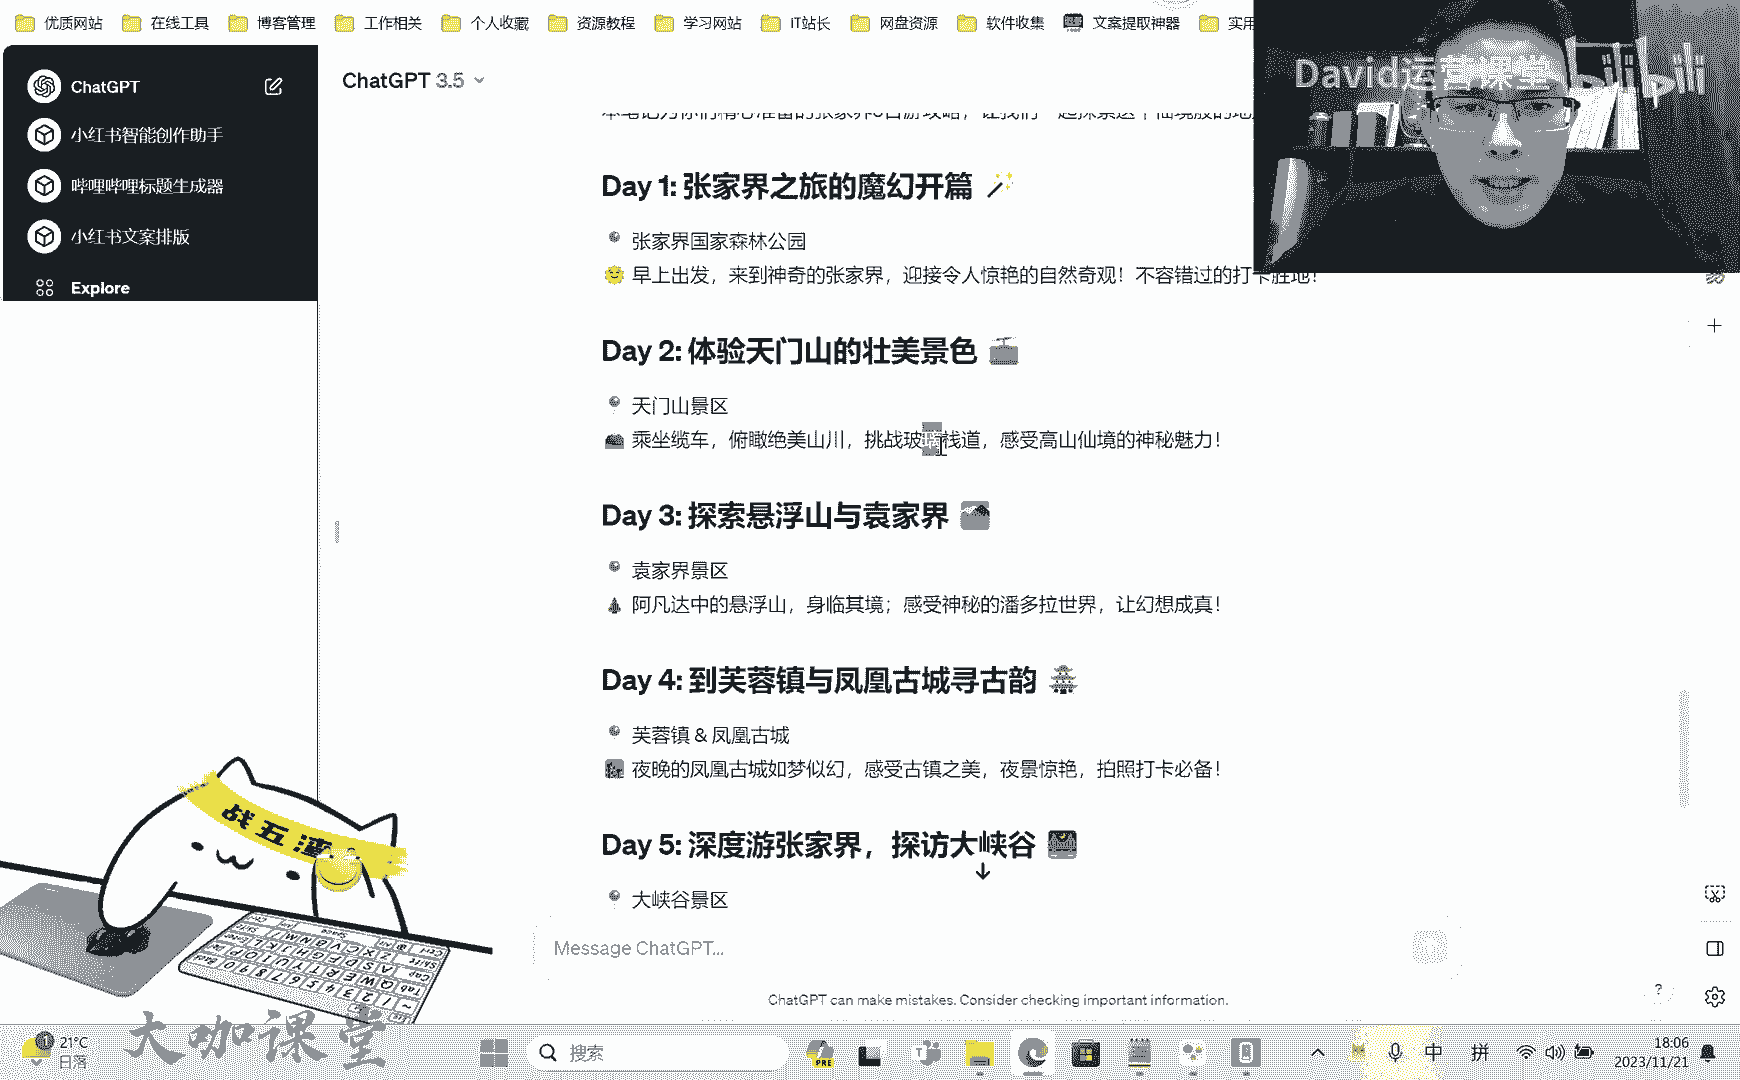 优质网站 在线工具 博客管理 工作相关 个人收藏 资源教程 学习网站 IT站长 网盘资源 软件收集 文案提取神器 实用
David运营课堂 bilibili
ChatGPT
小红书智能创作助手
哔哩哔哩标题生成器
小红书文案排版
Explore
ChatGPT 3.5
Day 1: 张家界之旅的魔幻开篇
张家界国家森林公园
早上出发，来到神奇的张家界，迎接令人惊艳的自然奇观！不容错过的打卡胜地！
Day 2: 体验天门山的壮美景色
天门山景区
乘坐缆车，俯瞰绝美山川，挑战玻璃栈道，感受高山仙境的神秘魅力！
Day 3: 探索悬浮山与袁家界
袁家界景区
阿凡达中的悬浮山，身临其境；感受神秘的潘多拉世界，让幻想成真！
Day 4: 到芙蓉镇与凤凰古城寻古韵
芙蓉镇 & 凤凰古城
夜晚的凤凰古城如梦似幻，感受古镇之美，夜景惊艳，拍照打卡必备！
Day 5: 深度游张家界，探访大峡谷
大峡谷景区
Message ChatGPT...
ChatGPT can make mistakes. Consider checking important information.
?
战五渣
大咖课堂
21°C
日落
搜索
PRE
中 拼
18:06
2023/11/21